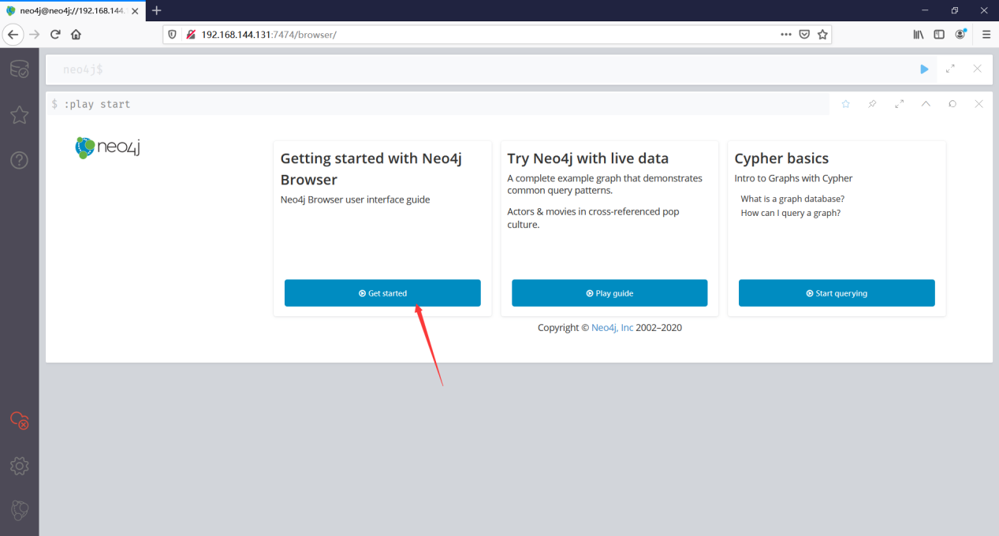 neo4j@neo4j://192.168.144.
192.168.144.131:7474/browser/
neo4j$
$ :play start
neo4j
Getting started with Neo4j
Browser
Neo4j Browser user interface guide
Get started
Try Neo4j with live data
A complete example graph that demonstrates
common query patterns.
Actors & movies in cross-referenced pop
culture.
Play guide
Cypher basics
Intro to Graphs with Cypher
What is a graph database?
How can I query a graph?
Start querying
Copyright © Neo4j, Inc 2002–2020